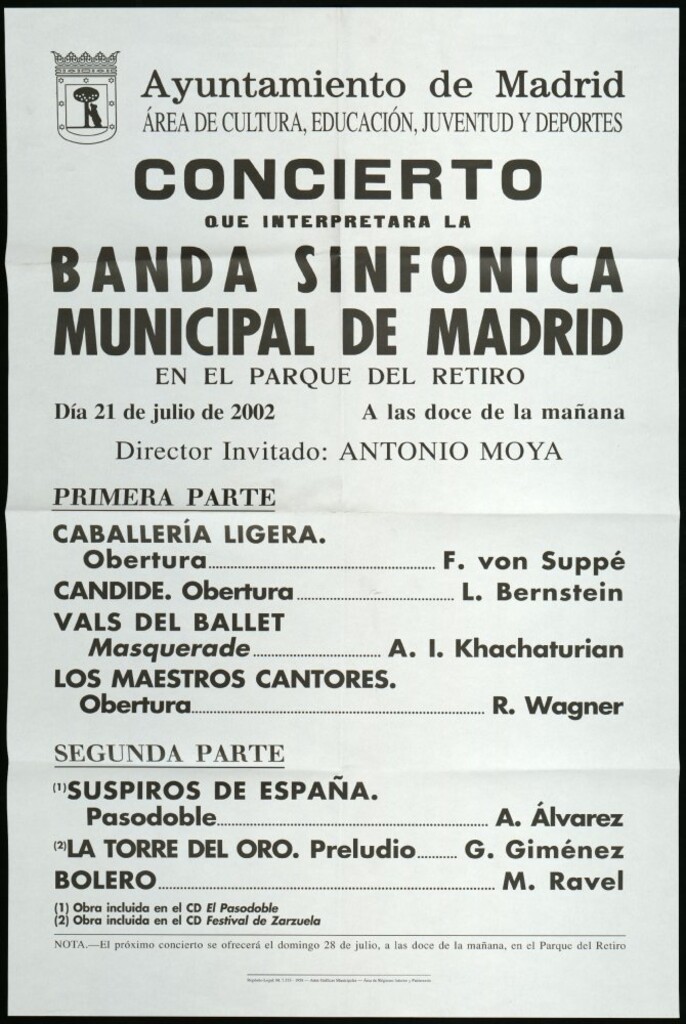 Ayuntamiento de Madrid
ÁREA DE CULTURA, EDUCACIÓN, JUVENTUD Y DEPORTES
CONCIERTO
QUE INTERPRETARA LA
BANDA SINFONICA
MUNICIPAL DE MADRID
EN EL PARQUE DEL RETIRO
Día 21 de julio de 2002 A las doce de la mañana
Director Invitado: ANTONIO MOYA
PRIMERA PARTE
CABALLERÍA LIGERA.
Obertura........ F. von Suppé
CANDIDE. Obertura........ L. Bernstein
VALS DEL BALLET
Masquerade........ A. I. Khachaturian
LOS MAESTROS CANTORES.
Obertura........ R. Wagner
SEGUNDA PARTE
(1)SUSPIROS DE ESPAÑA.
Pasodoble........ A. Álvarez
(2)LA TORRE DEL ORO. Preludio........ G. Giménez
BOLERO........ M. Ravel
(1) Obra incluida en el CD El Pasodoble
(2) Obra incluida en el CD Festival de Zarzuela
NOTA.—El próximo concierto se ofrecerá el domingo 28 de julio, a las doce de la mañana, en el Parque del Retiro